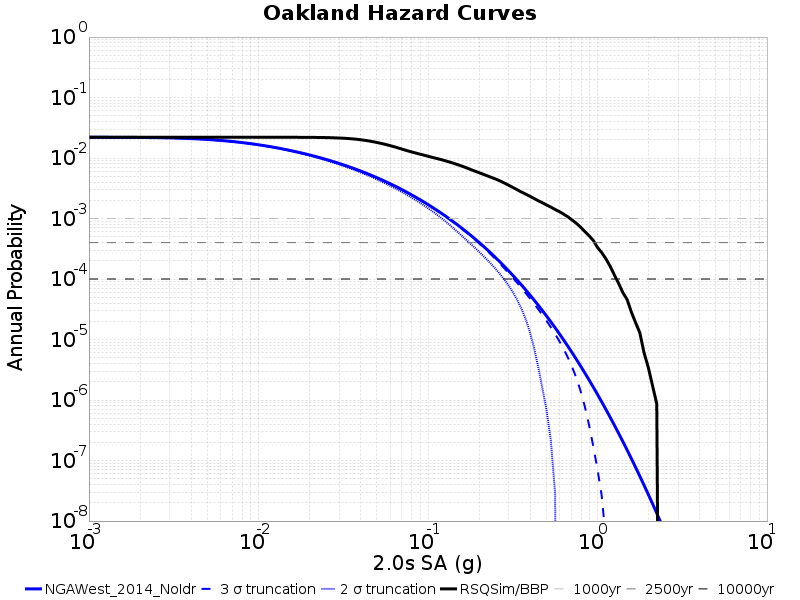 Oakland Hazard Curves
Annual Probability
10^0
10^-1
10^-2
10^-3
10^-4
10^-5
10^-6
10^-7
10^-8
10^-3 10^-2 10^-1 10^0 10^1
2.0s SA (g)
NGAWest_2014_NoIdr 3 σ truncation 2 σ truncation RSQSim/BBP 1000yr 2500yr 10000yr